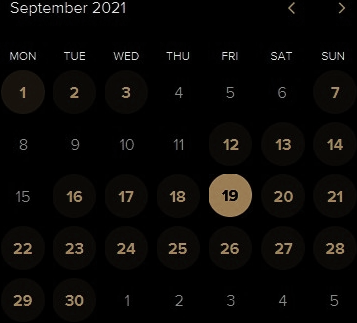 September 2021
MON TUE WED THU FRI SAT SUN
1 2 3 4 5 6 7
8 9 10 11 12 13 14
15 16 17 18 19 20 21
22 23 24 25 26 27 28
29 30 1 2 3 4 5